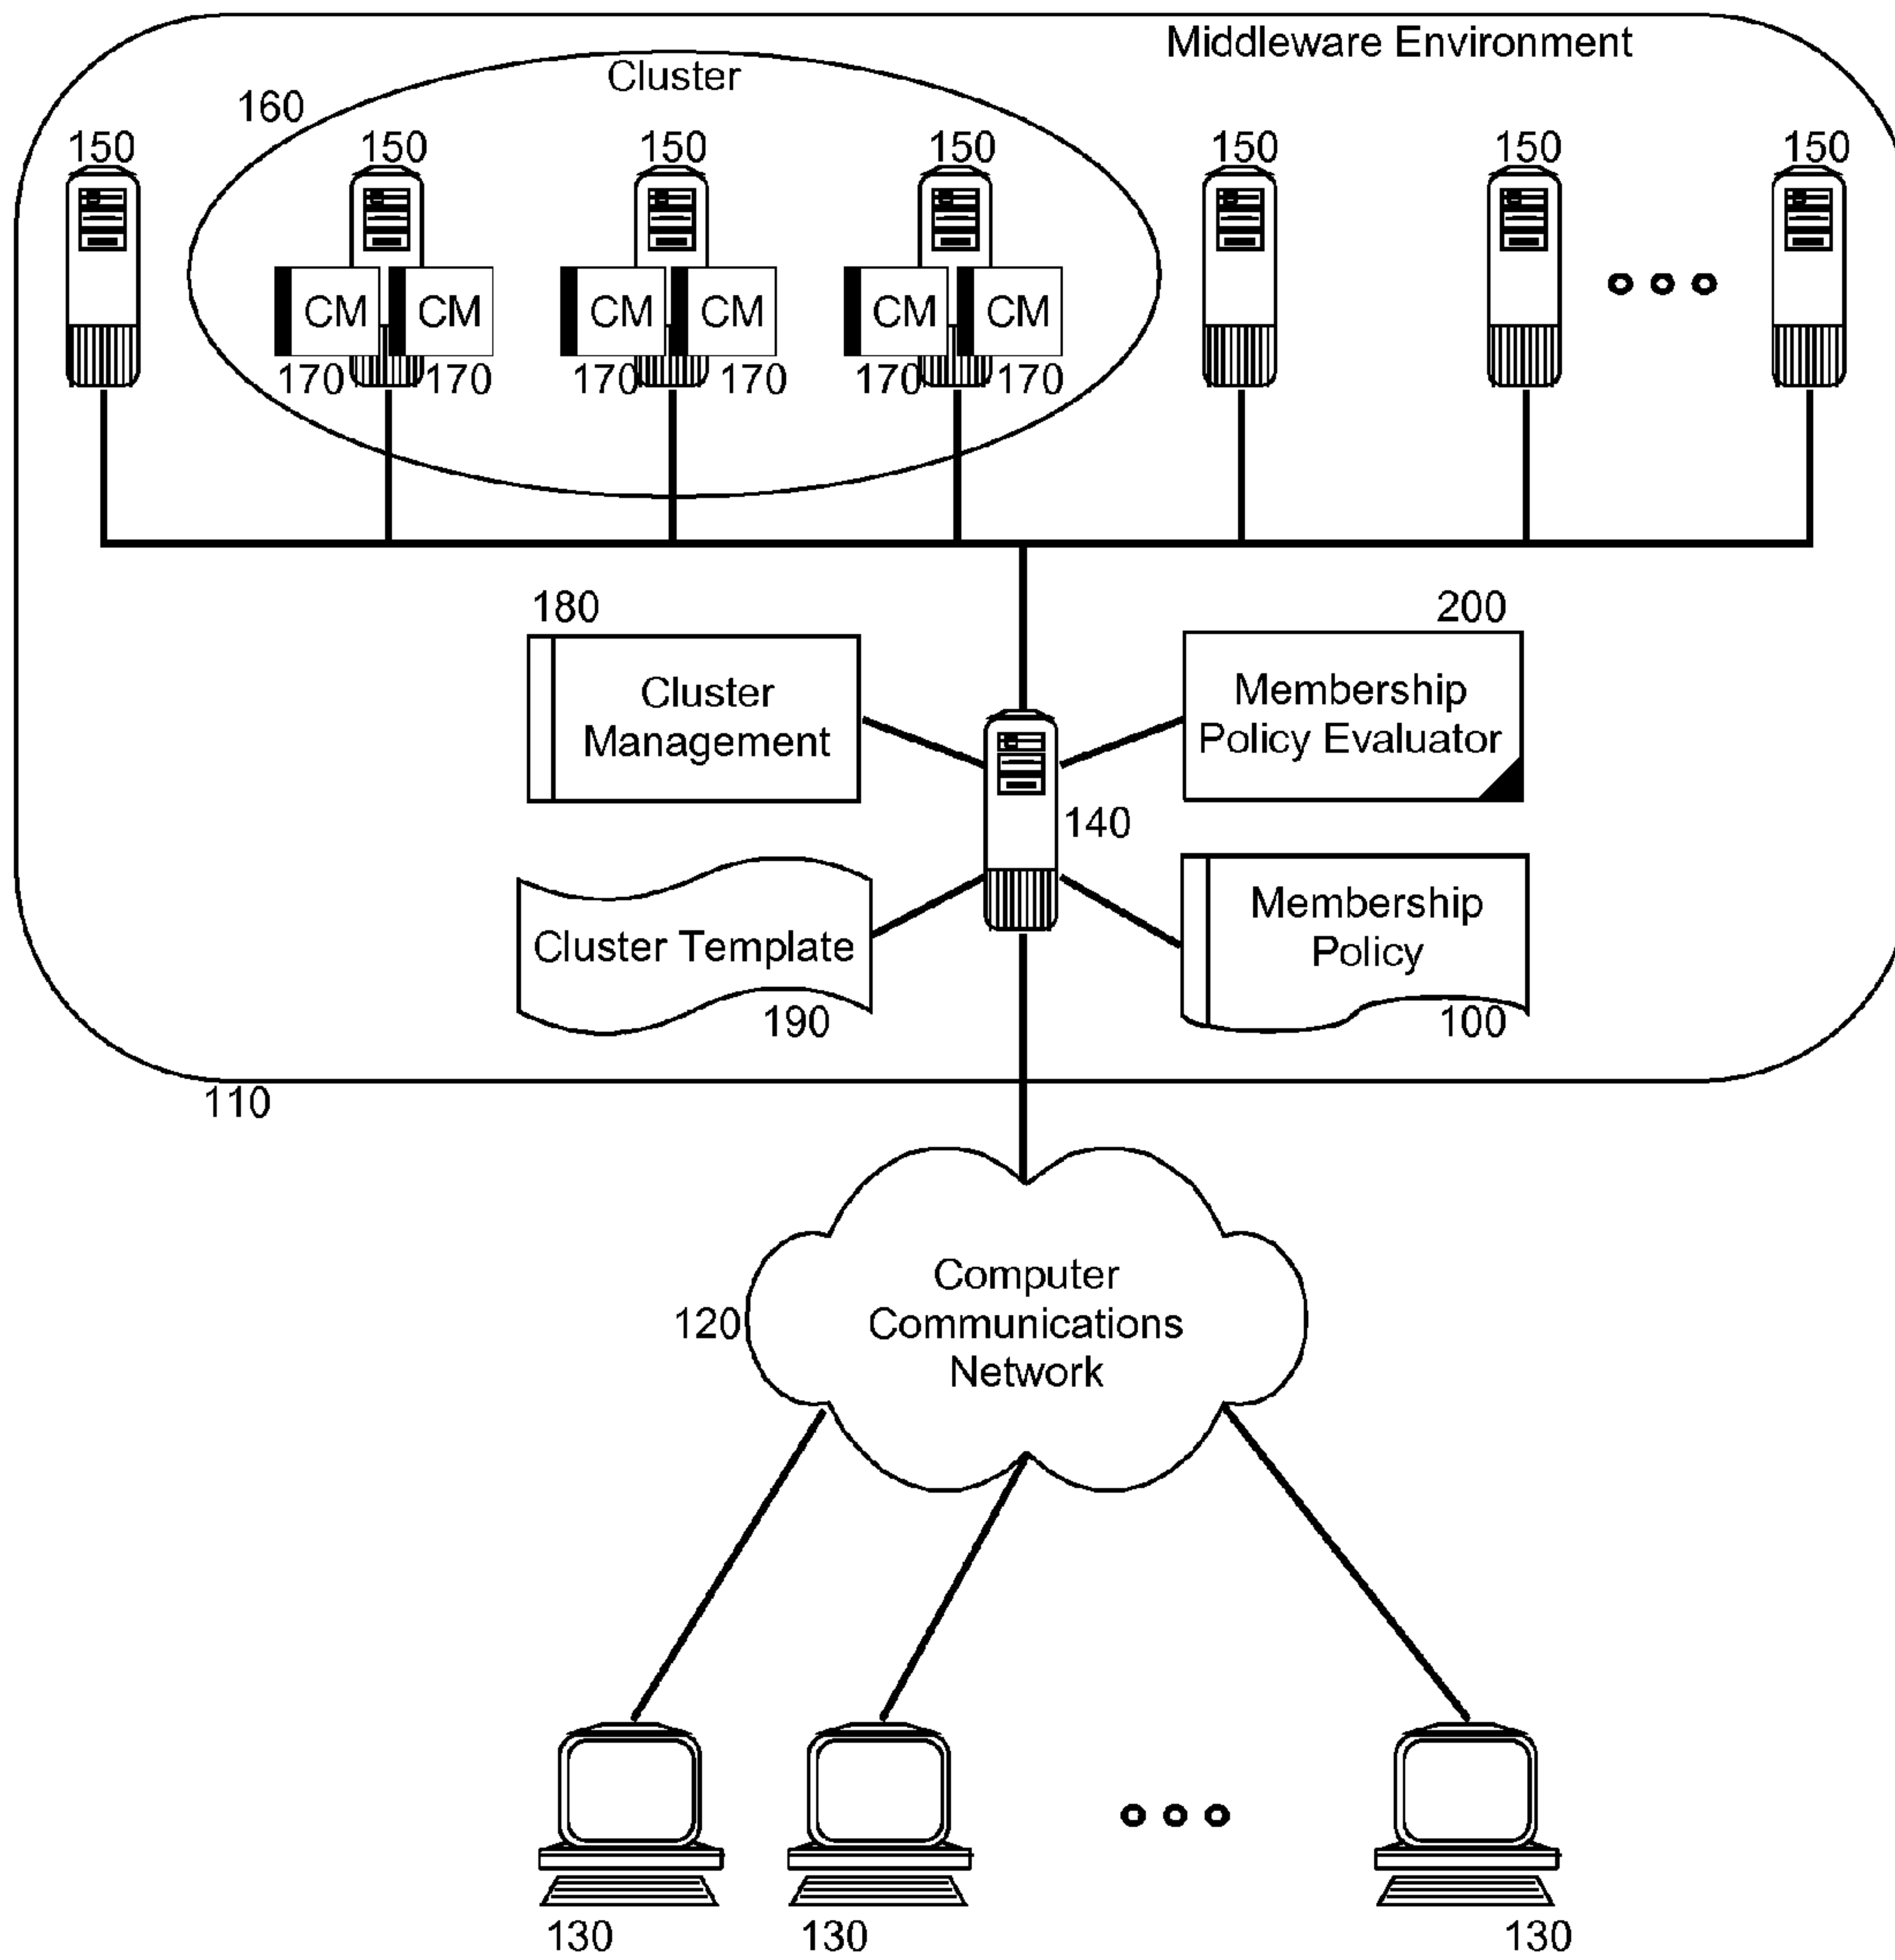 Middleware Environment
Cluster
160
150 150 150 150 150 150 150
CM CM CM CM CM CM
170 170 170 170 170 170
180
200
Cluster
Management
Membership
Policy Evaluator
140
Cluster Template
190
Membership
Policy
100
110
120
Computer
Communications
Network
130 130 130